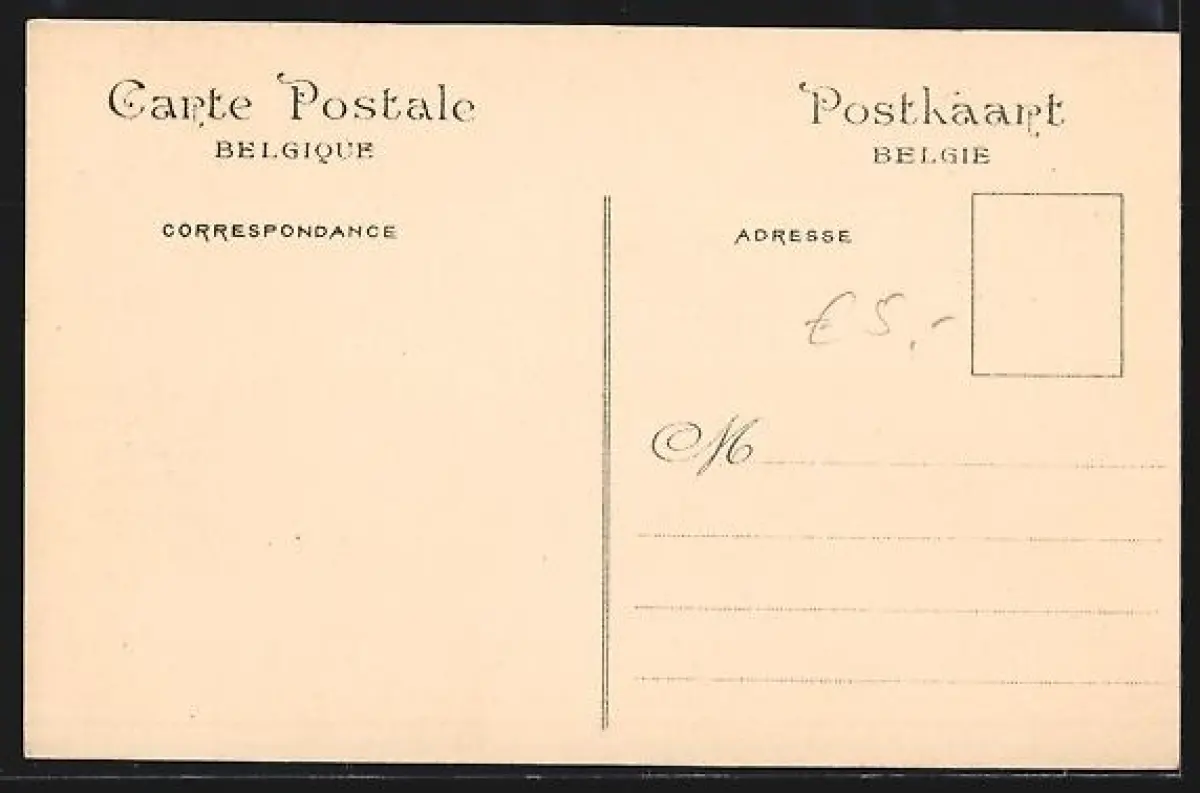 Carte Postale
BELGIQUE
CORRESPONDANCE
Postkaart
BELGIE
ADRESSE
€ 5,-
M